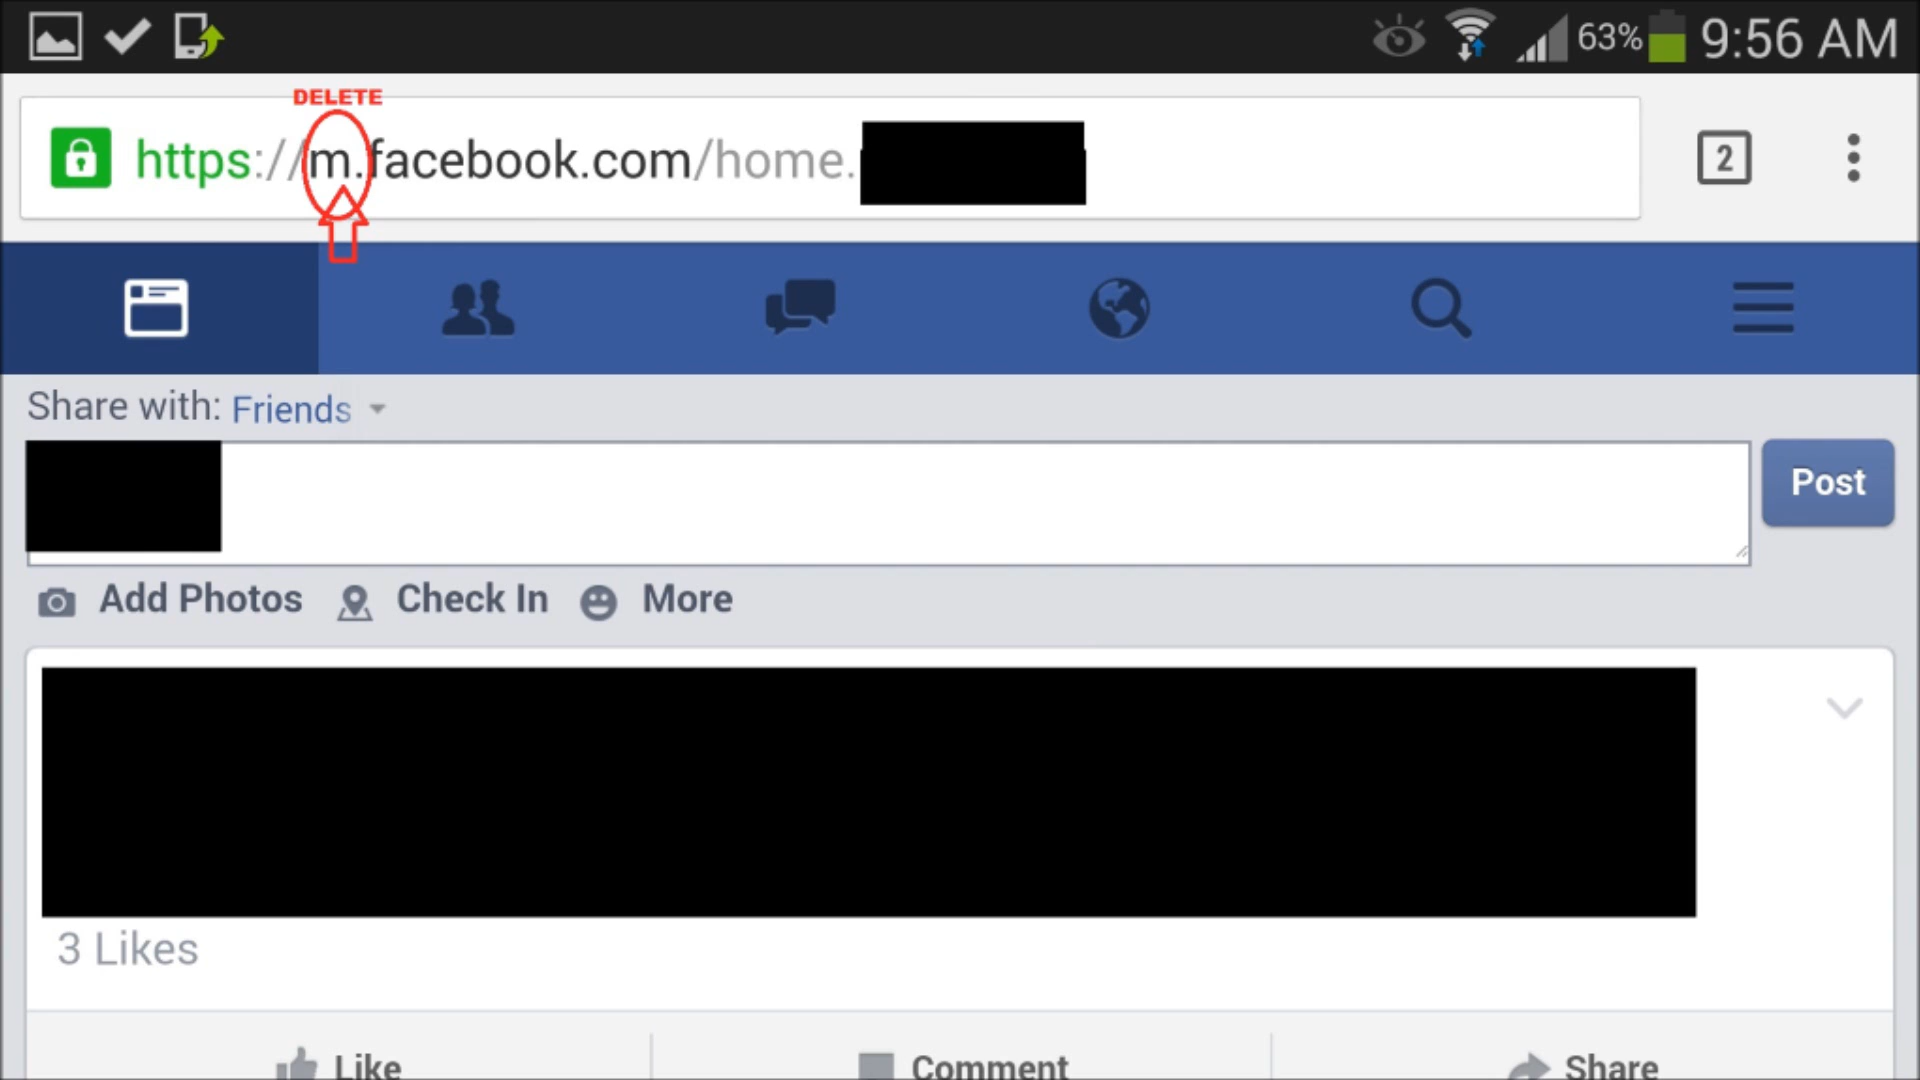 63% 9:56 AM
DELETE
https://m.facebook.com/home.
2
Share with: Friends
Post
Add Photos Check In More
3 Likes
Like Comment Share